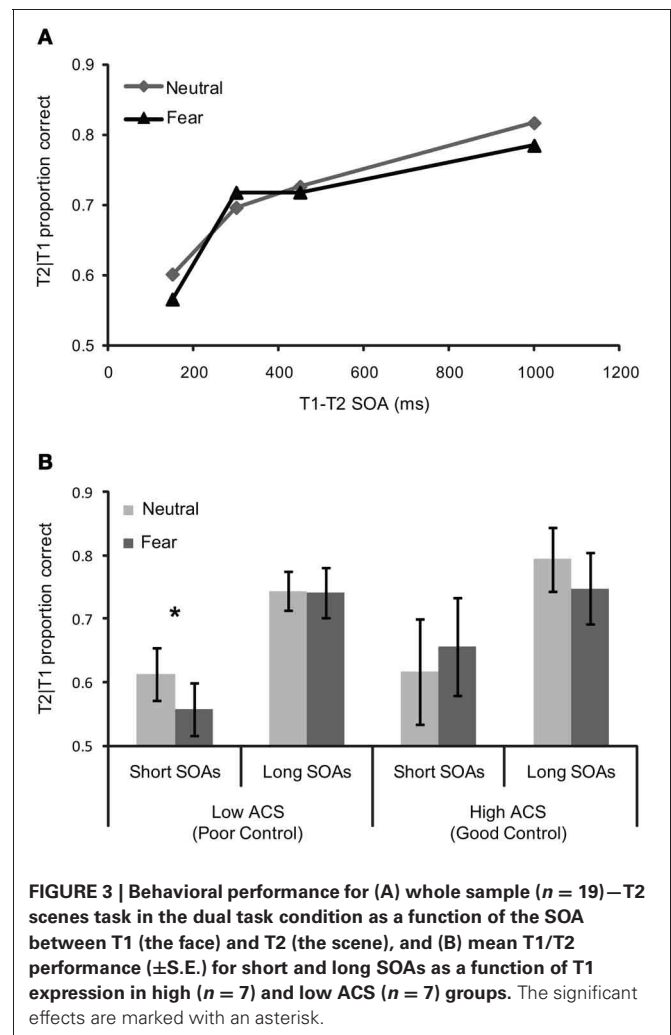 A
0.9
Neutral
Fear
0.8
0.7
0.6
0.5
T2|T1 proportion correct
0 200 400 600 800 1000 1200
T1-T2 SOA (ms)
B
0.9
Neutral
Fear
0.8
*
0.7
0.6
0.5
T2|T1 proportion correct
Short SOAs Long SOAs Short SOAs Long SOAs
Low ACS High ACS
(Poor Control) (Good Control)
FIGURE 3 | Behavioral performance for (A) whole sample (n = 19)—T2
scenes task in the dual task condition as a function of the SOA
between T1 (the face) and T2 (the scene), and (B) mean T1/T2
performance (±S.E.) for short and long SOAs as a function of T1
expression in high (n = 7) and low ACS (n = 7) groups. The significant
effects are marked with an asterisk.